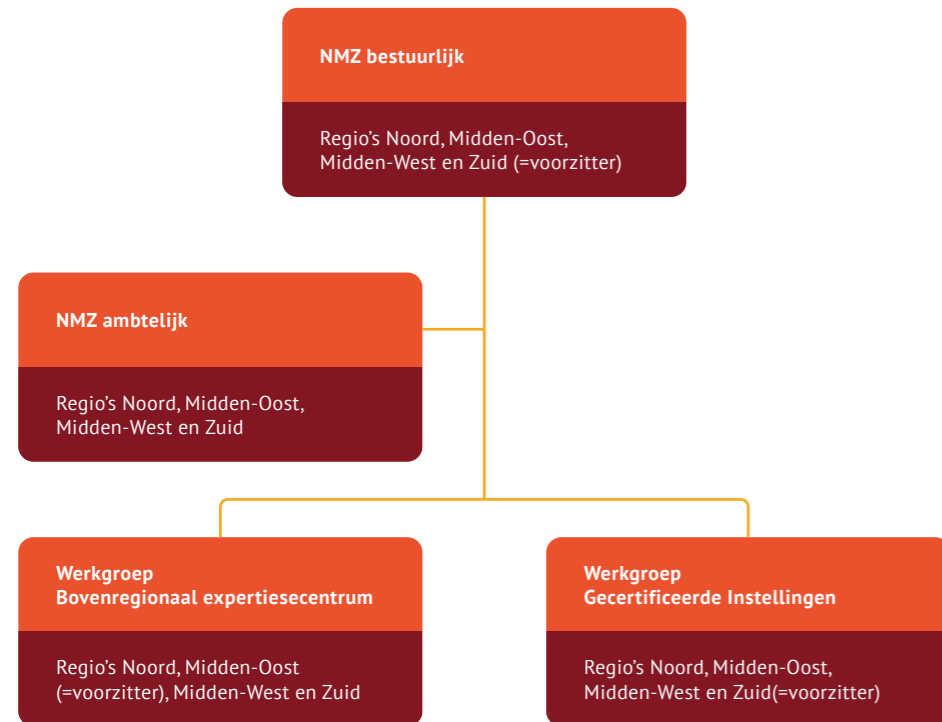 NMZ bestuurlijk
Regio’s Noord, Midden-Oost,
Midden-West en Zuid (=voorzitter)
NMZ ambtelijk
Regio’s Noord, Midden-Oost,
Midden-West en Zuid
Werkgroep
Bovenregionaal expertiesecentrum
Regio’s Noord, Midden-Oost
(=voorzitter), Midden-West en Zuid
Werkgroep
Gecertificeerde Instellingen
Regio’s Noord, Midden-Oost,
Midden-West en Zuid(=voorzitter)